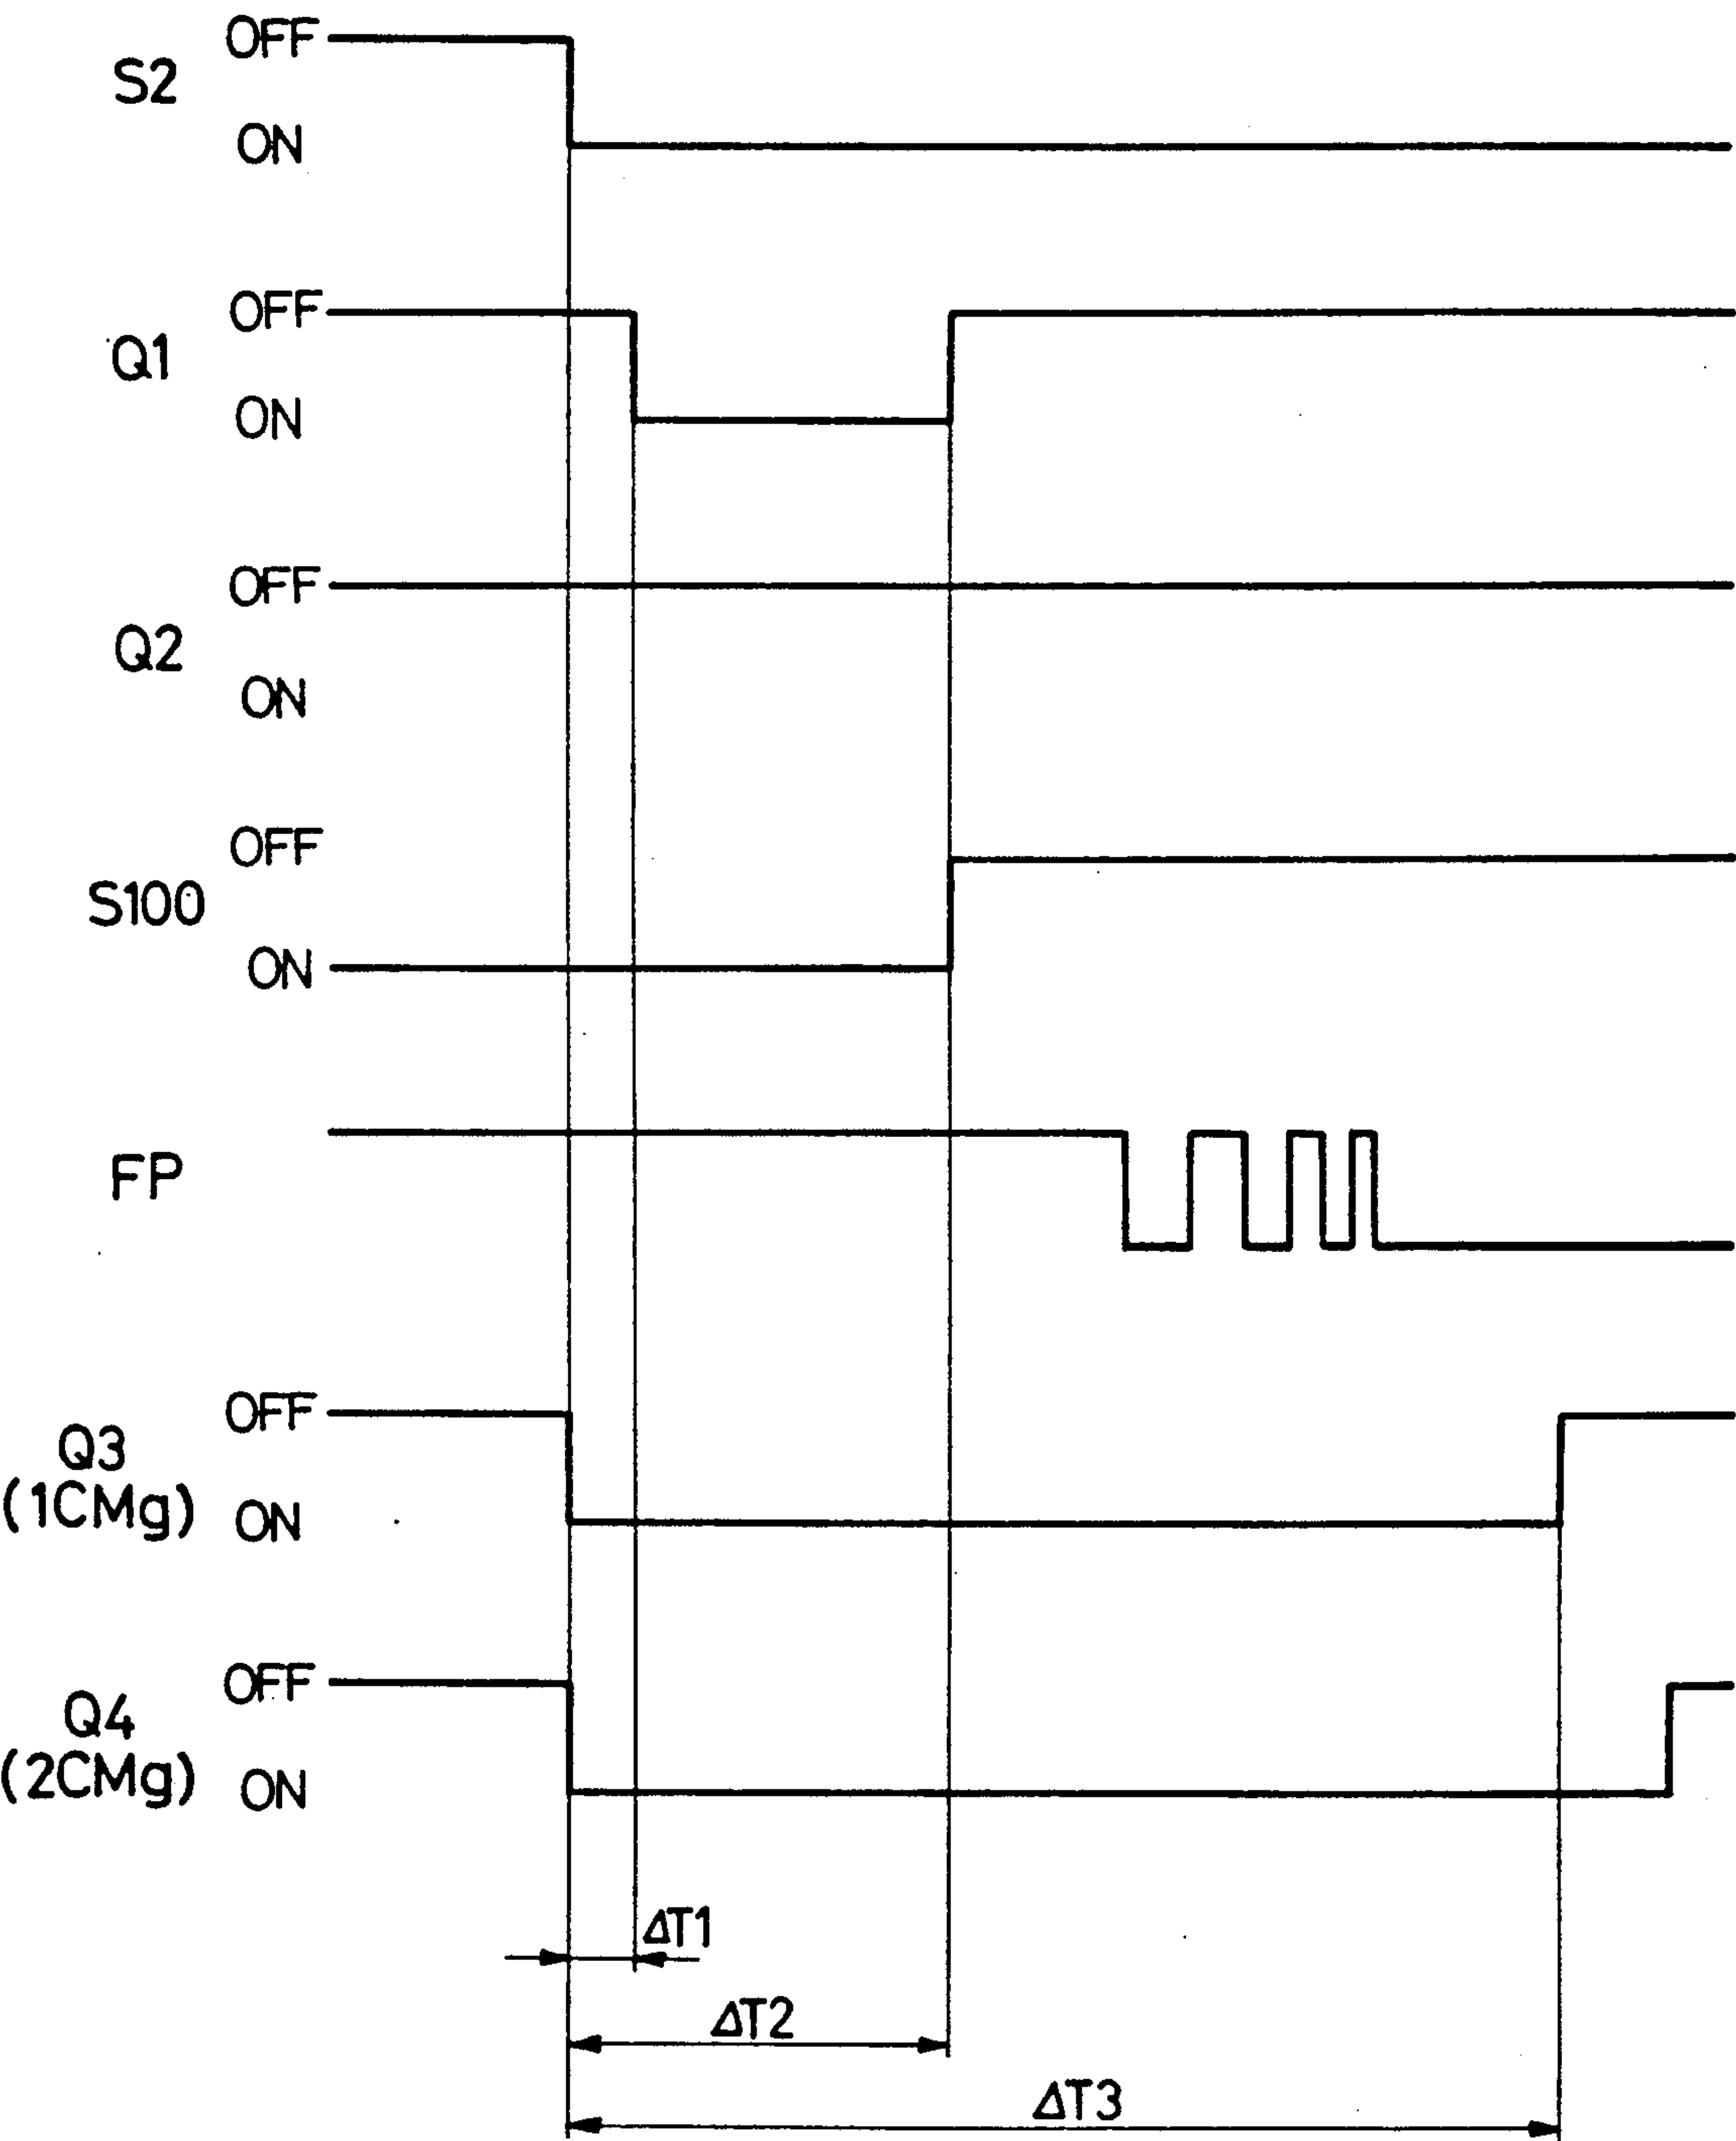 OFF
S2
ON
OFF
Q1
ON
OFF
Q2
ON
OFF
S100
ON
FP
OFF
Q3
(1CMg)
ON
OFF
Q4
(2CMg)
ON
ΔT1
ΔT2
ΔT3